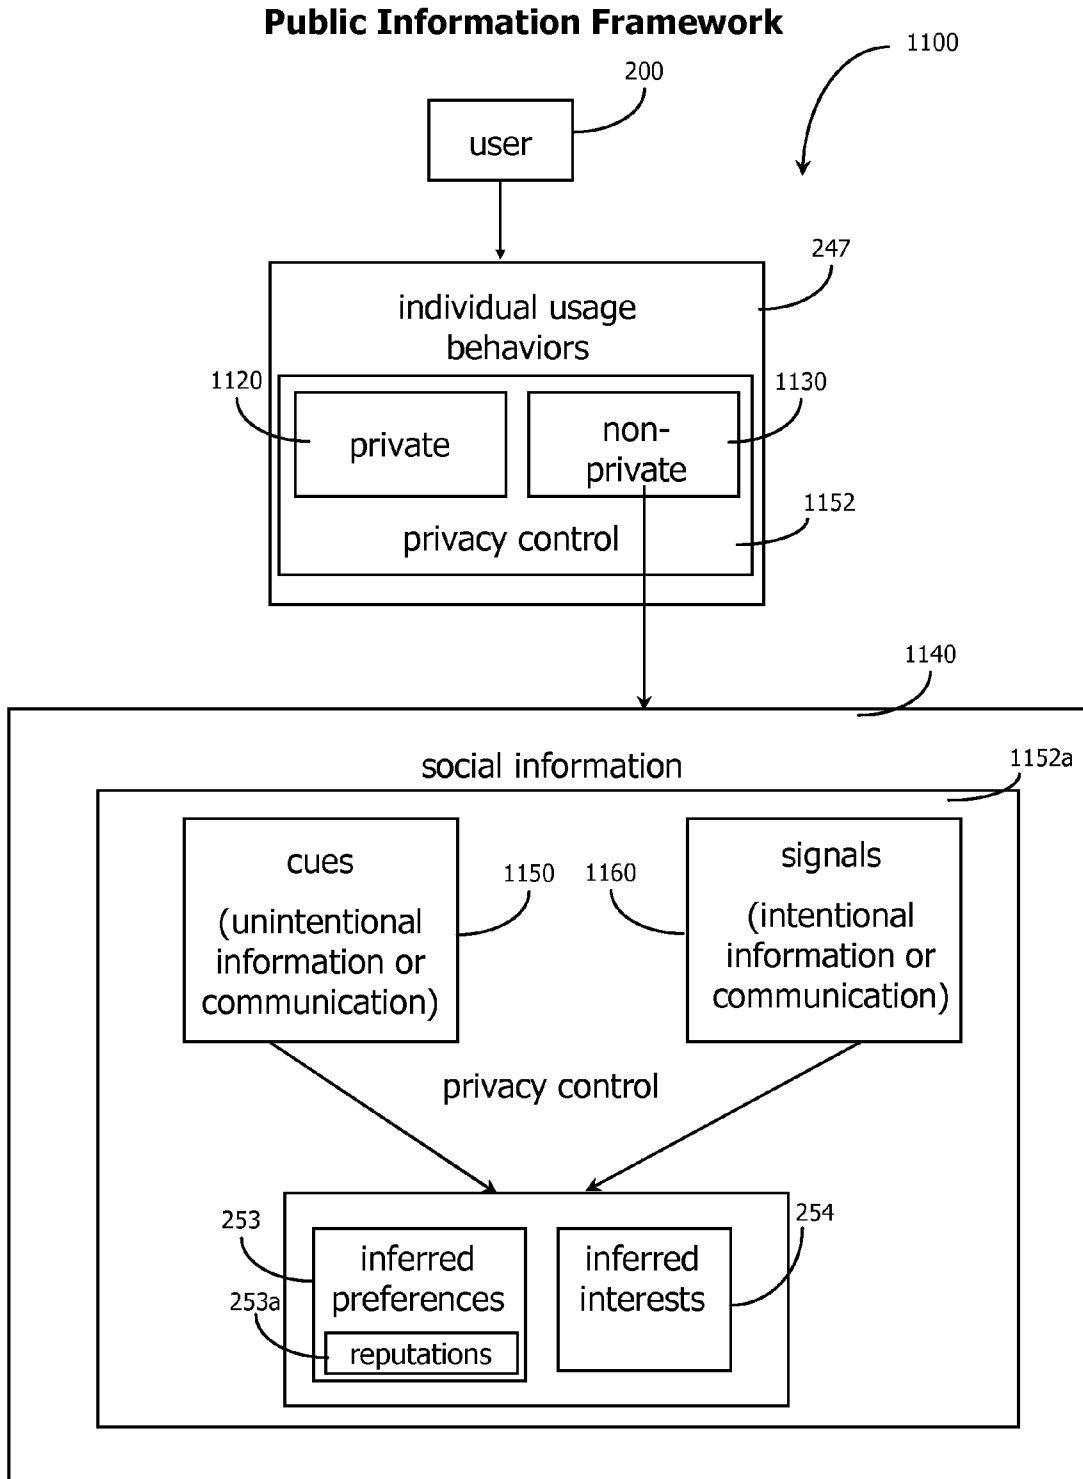 Public Information Framework
1100
200
user
247
individual usage
behaviors
1120
1130
private
non-
private
1152
privacy control
1140
social information
1152a
cues
(unintentional
information or
communication)
1150
1160
signals
(intentional
information or
communication)
privacy control
253
254
inferred
preferences
inferred
interests
253a
reputations